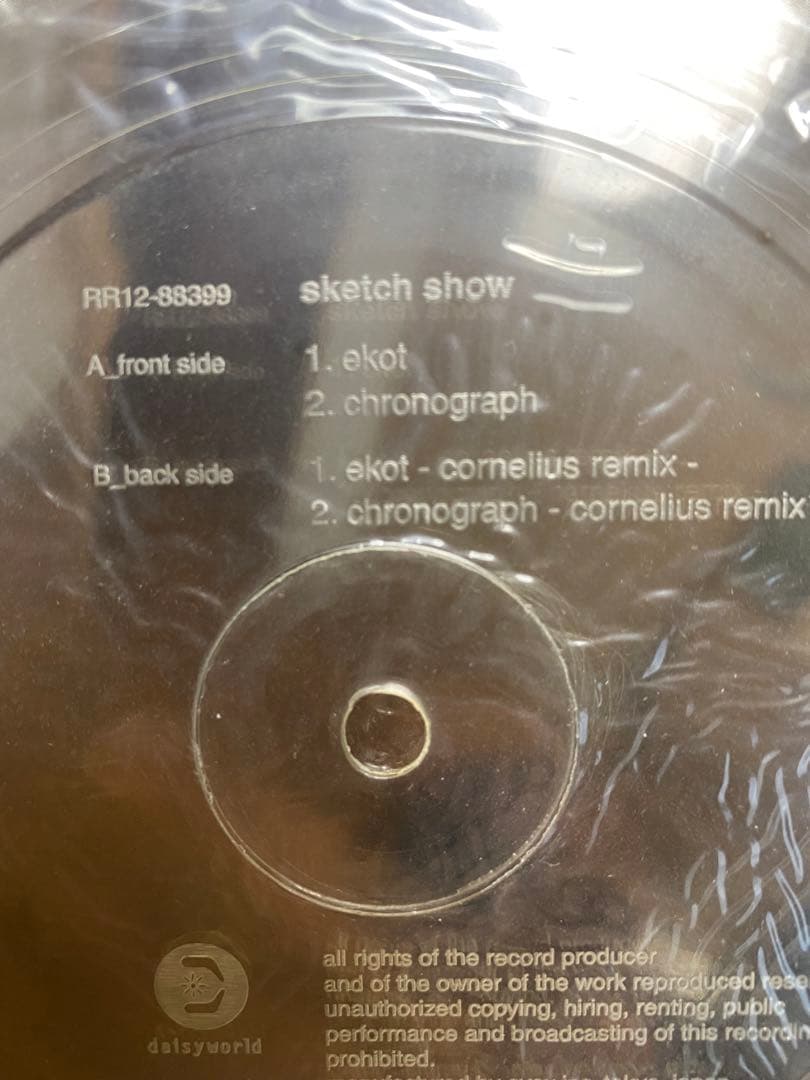 RR12-88399 sketch show
A_front side 1. ekot
2. chronograph
B_back side 1. ekot - cornelius remix -
2. chronograph - cornelius remix
all rights of the record producer
and of the owner of the work reproduced rese
unauthorized copying, hiring, renting, public
performance and broadcasting of this recordin
prohibited.
daisyworld